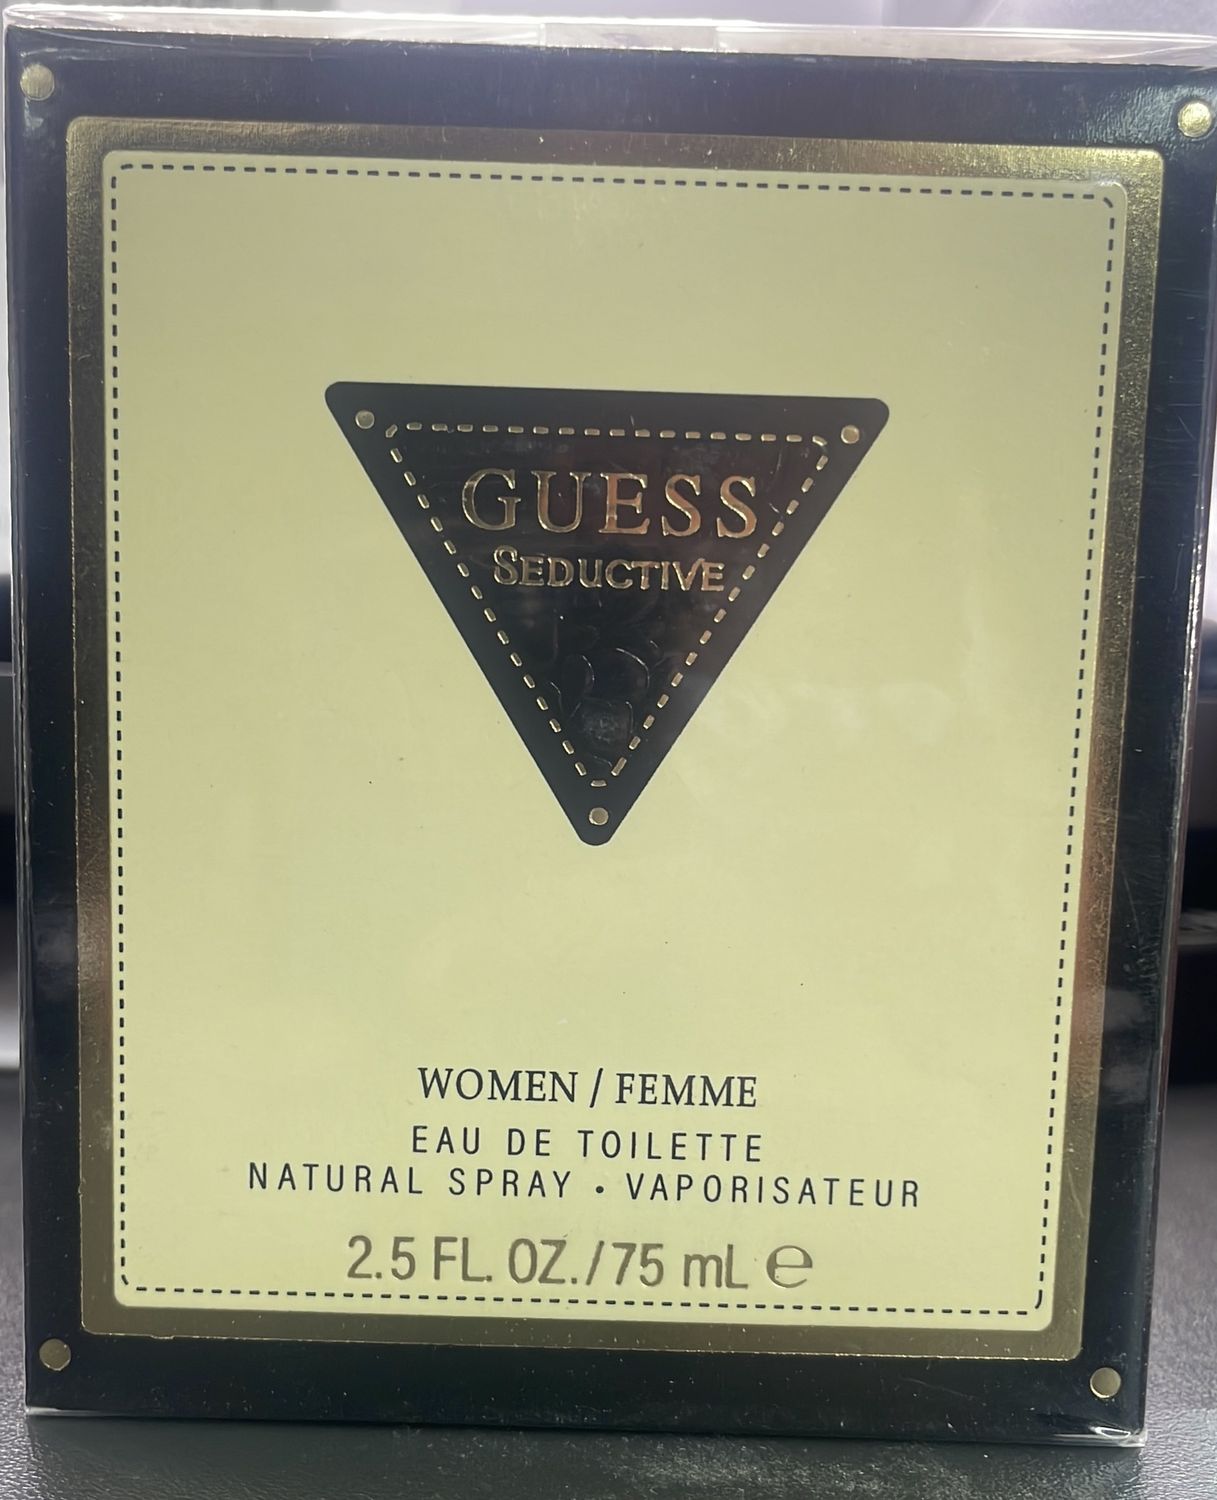 GUESS
SEDUCTIVE
WOMEN / FEMME
EAU DE TOILETTE
NATURAL SPRAY • VAPORISATEUR
2.5 FL. OZ./75 mL ℮